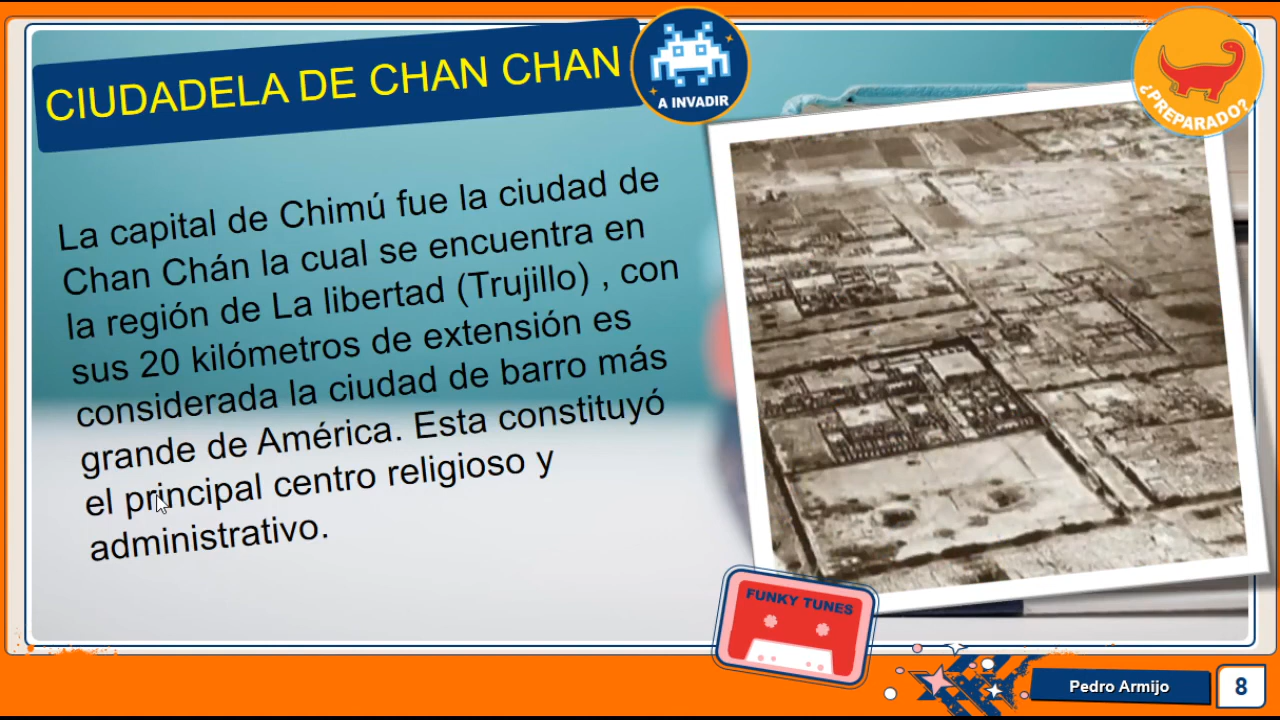 CIUDADELA DE CHAN CHAN
A INVADIR
¿PREPARADO?
La capital de Chimú fue la ciudad de
Chan Chán la cual se encuentra en
la región de La libertad (Trujillo) , con
sus 20 kilómetros de extensión es
considerada la ciudad de barro más
grande de América. Esta constituyó
el principal centro religioso y
administrativo.
FUNKY TUNES
Pedro Armijo
8